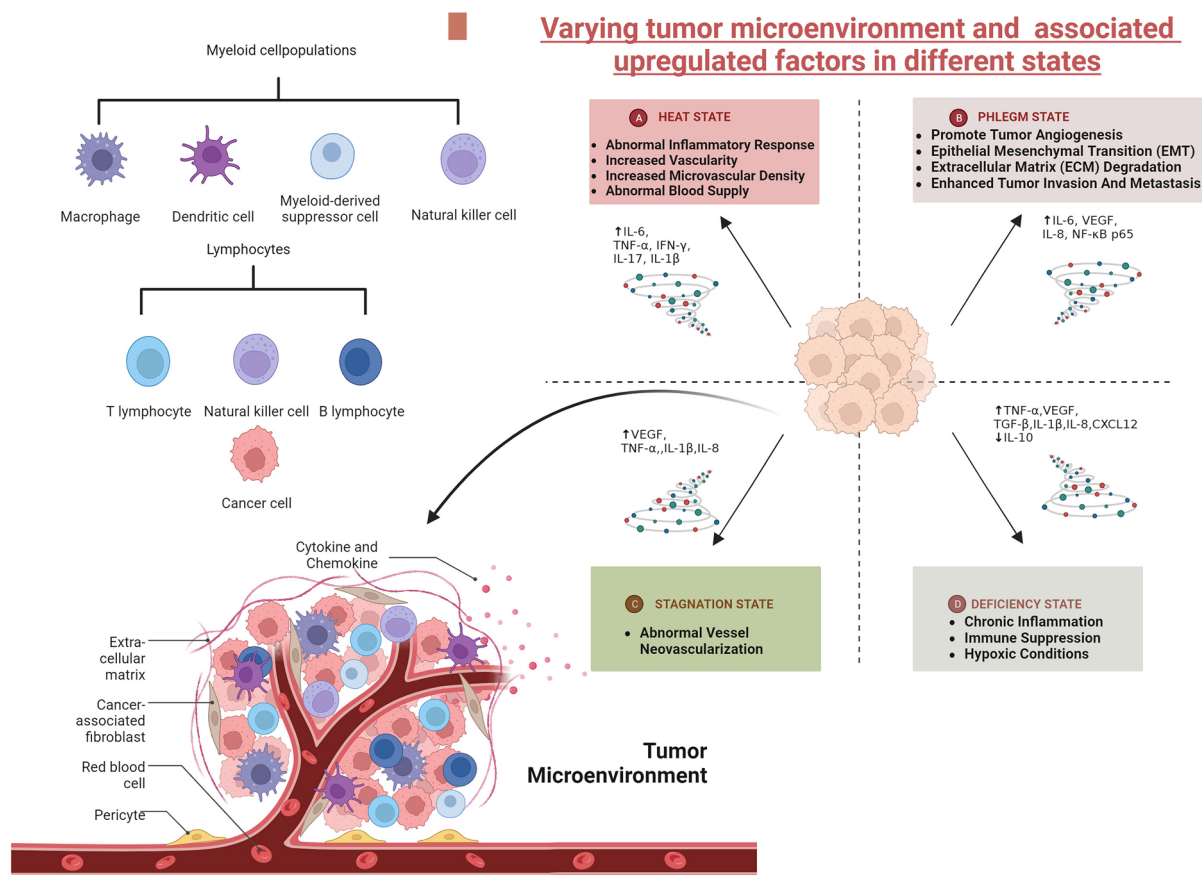 Varying tumor microenvironment and associated
upregulated factors in different states
Myeloid cellpopulations
Macrophage
Dendritic cell
Myeloid-derived
suppressor cell
Natural killer cell
Lymphocytes
T lymphocyte
Natural killer cell
B lymphocyte
Cancer cell
A HEAT STATE
• Abnormal Inflammatory Response
• Increased Vascularity
• Increased Microvascular Density
• Abnormal Blood Supply
↑IL-6,
TNF-α, IFN-γ,
IL-17, IL-1β
B PHLEGM STATE
• Promote Tumor Angiogenesis
• Epithelial Mesenchymal Transition (EMT)
• Extracellular Matrix (ECM) Degradation
• Enhanced Tumor Invasion And Metastasis
↑IL-6, VEGF,
IL-8, NF-κB p65
↑VEGF,
TNF-α,,IL-1β,IL-8
C STAGNATION STATE
• Abnormal Vessel
Neovascularization
↑TNF-α,VEGF,
TGF-β,IL-1β,IL-8,CXCL12
↓IL-10
D DEFICIENCY STATE
• Chronic Inflammation
• Immune Suppression
• Hypoxic Conditions
Cytokine and
Chemokine
Extra-
cellular
matrix
Cancer-
associated
fibroblast
Red blood
cell
Pericyte
Tumor
Microenvironment